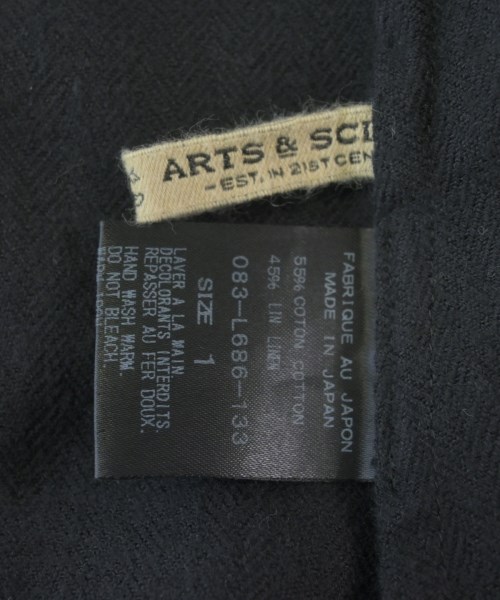 ARTS & SCI
-EST. IN 21ST CEN
FABRIQUE AU JAPON
MADE IN JAPAN
55% COTON COTTON
45% LIN LINEN
083-L686-133
SIZE 1
LAVER A LA MAIN
DECOLORANTS INTERDITS.
REPASSER AU FER DOUX.
HAND WASH WARM.
DO NOT BLEACH.